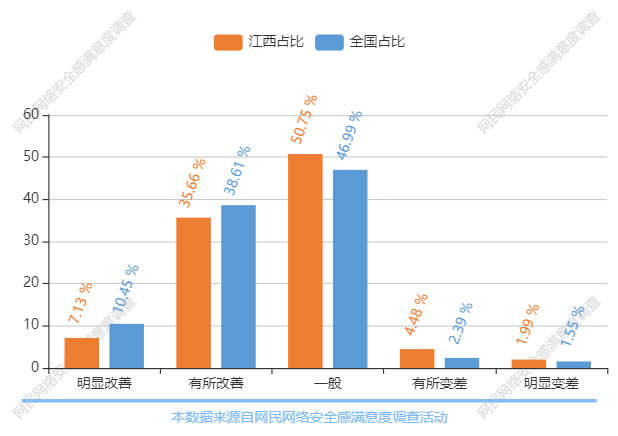 江西占比 全国占比
网民网络安全感满意度调查 网民网络安全感满意度调查
60
50
40
30
20
10
0
7.13 % 10.45 % 35.66 % 38.61 % 50.75 % 46.99 % 4.48 % 2.39 % 1.99 % 1.55 %
明显改善 有所改善 一般 有所变差 明显变差
网民网络安全感满意度调查 网民网络安全感满意度调查
本数据来源自网民网络安全感满意度调查活动